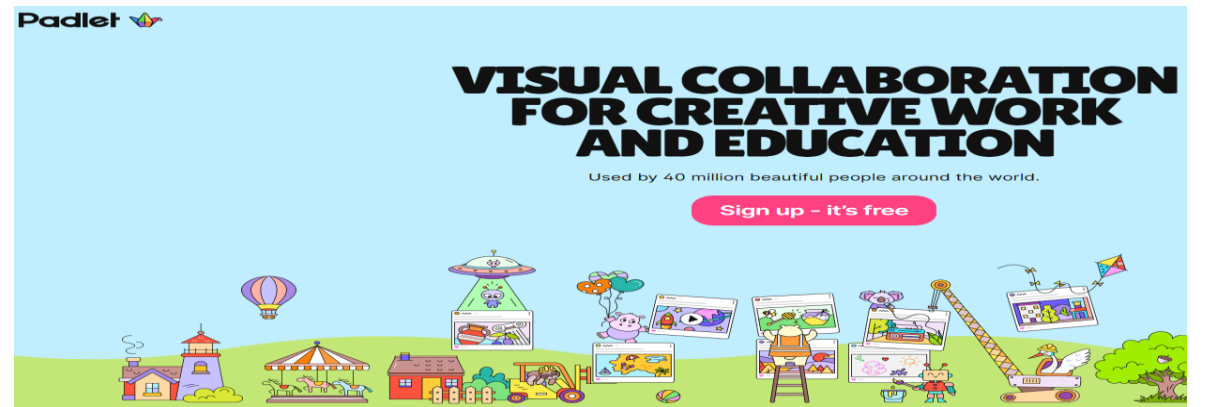 Padlet
VISUAL COLLABORATION
FOR CREATIVE WORK
AND EDUCATION
Used by 40 million beautiful people around the world.
Sign up – it's free